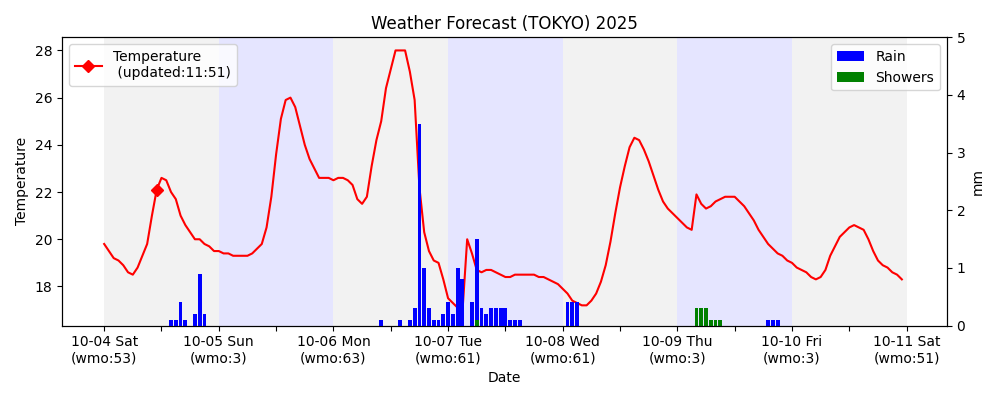 Weather Forecast (TOKYO) 2025
Temperature
(updated:11:51)
Rain
Showers
28
26
24
22
20
18
Temperature
5
4
3
2
1
0
mm
10-04 Sat
(wmo:53)
10-05 Sun
(wmo:3)
10-06 Mon
(wmo:63)
10-07 Tue
(wmo:61)
10-08 Wed
(wmo:61)
10-09 Thu
(wmo:3)
10-10 Fri
(wmo:3)
10-11 Sat
(wmo:51)
Date